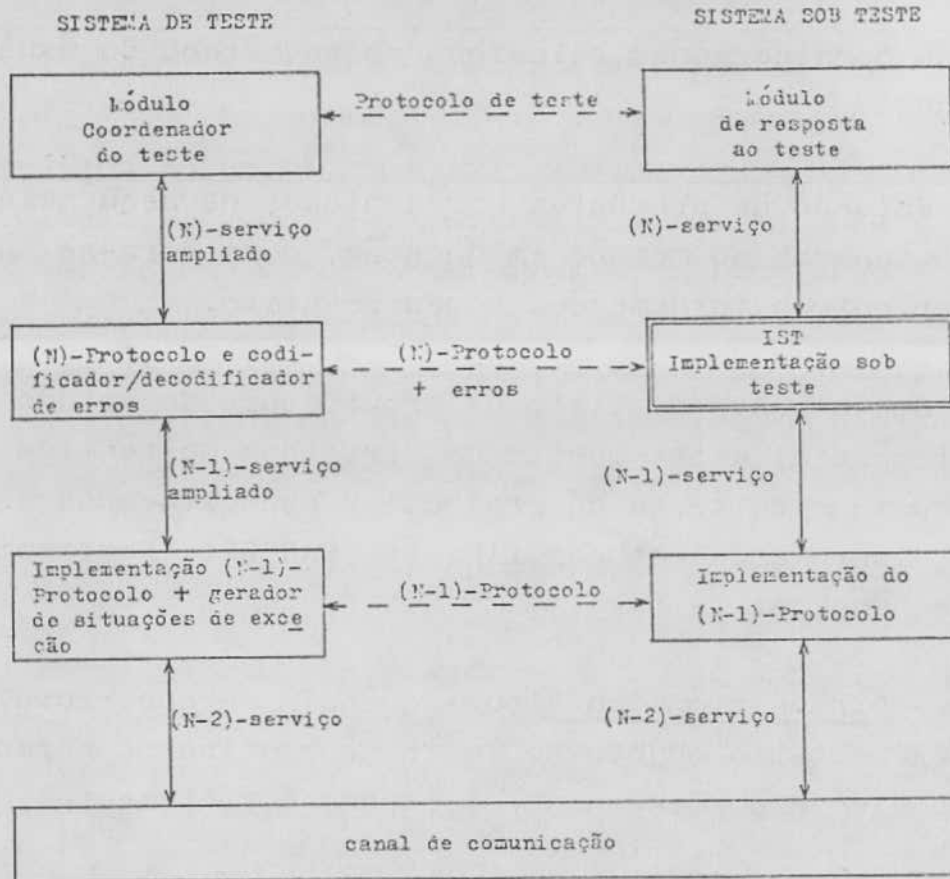 SISTEMA DE TESTE
SISTEMA SOB TESTE
Módulo
Coordenador
do teste
Protocolo de teste
Módulo
de resposta
ao teste
(N)-serviço
ampliado
(N)-serviço
(N)-Protocolo e codi-
ficador/decodificador
de erros
(N)-Protocolo
+ erros
IST
Implementação sob
teste
(N-1)-serviço
ampliado
(N-1)-serviço
Implementação (N-1)-
Protocolo + gerador
de situações de exce
ção
(N-1)-Protocolo
Implementação do
(N-1)-Protocolo
(N-2)-serviço
(N-2)-serviço
canal de comunicação